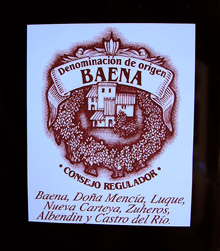 Denominación de origen
BAENA
· CONSEJO REGULADOR ·
Baena, Doña Mencía, Luque,
Nueva Carteya, Zuheros,
Albendín y Castro del Río.